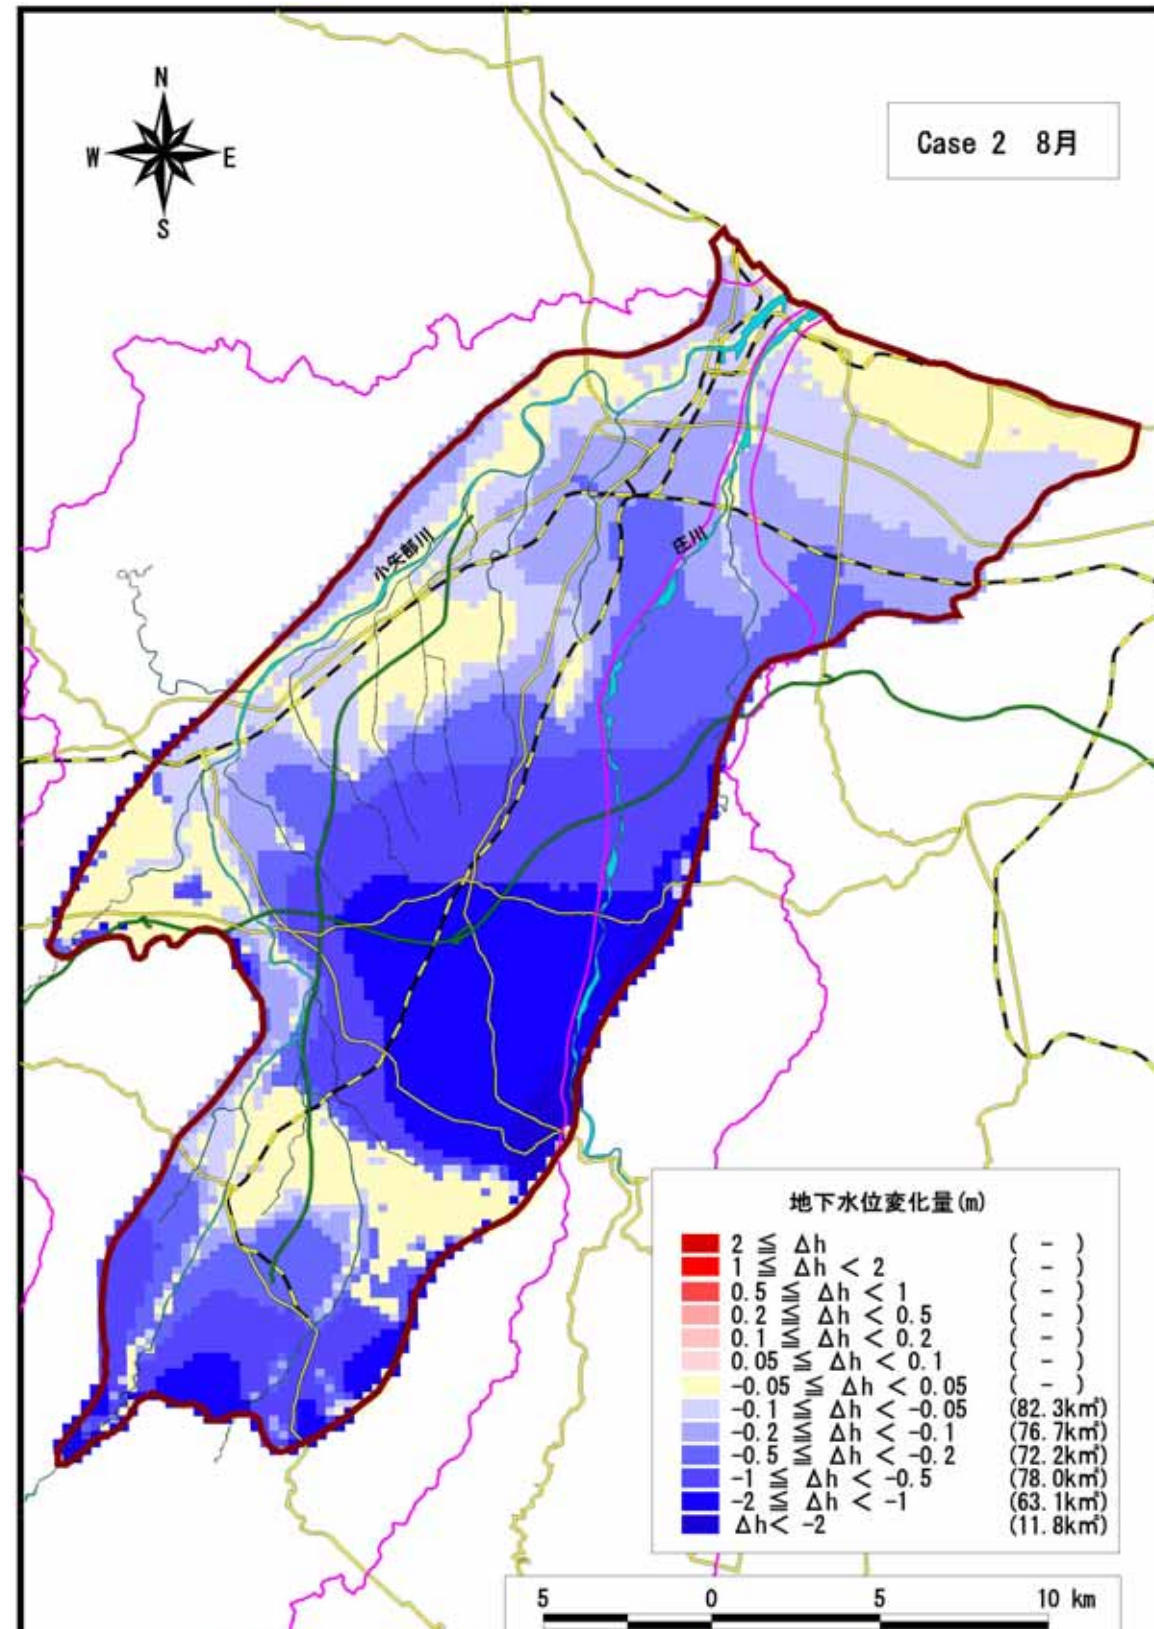 N
W E
S
Case 2 8月
小矢部川
庄川
地下水位変化量(m)
2 ≦ Δh ( - )
1 ≦ Δh < 2 ( - )
0.5 ≦ Δh < 1 ( - )
0.2 ≦ Δh < 0.5 ( - )
0.1 ≦ Δh < 0.2 ( - )
0.05 ≦ Δh < 0.1 ( - )
-0.05 ≦ Δh < 0.05 ( - )
-0.1 ≦ Δh < -0.05 (82.3km²)
-0.2 ≦ Δh < -0.1 (76.7km²)
-0.5 ≦ Δh < -0.2 (72.2km²)
-1 ≦ Δh < -0.5 (78.0km²)
-2 ≦ Δh < -1 (63.1km²)
Δh< -2 (11.8km²)
5 0 5 10 km